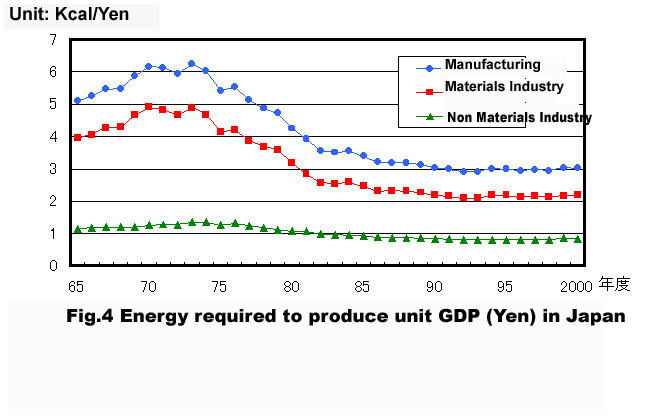 Unit: Kcal/Yen
7
6
5
4
3
2
1
0
Manufacturing
Materials Industry
Non Materials Industry
65 70 75 80 85 90 95 2000 年度
Fig.4 Energy required to produce unit GDP (Yen) in Japan